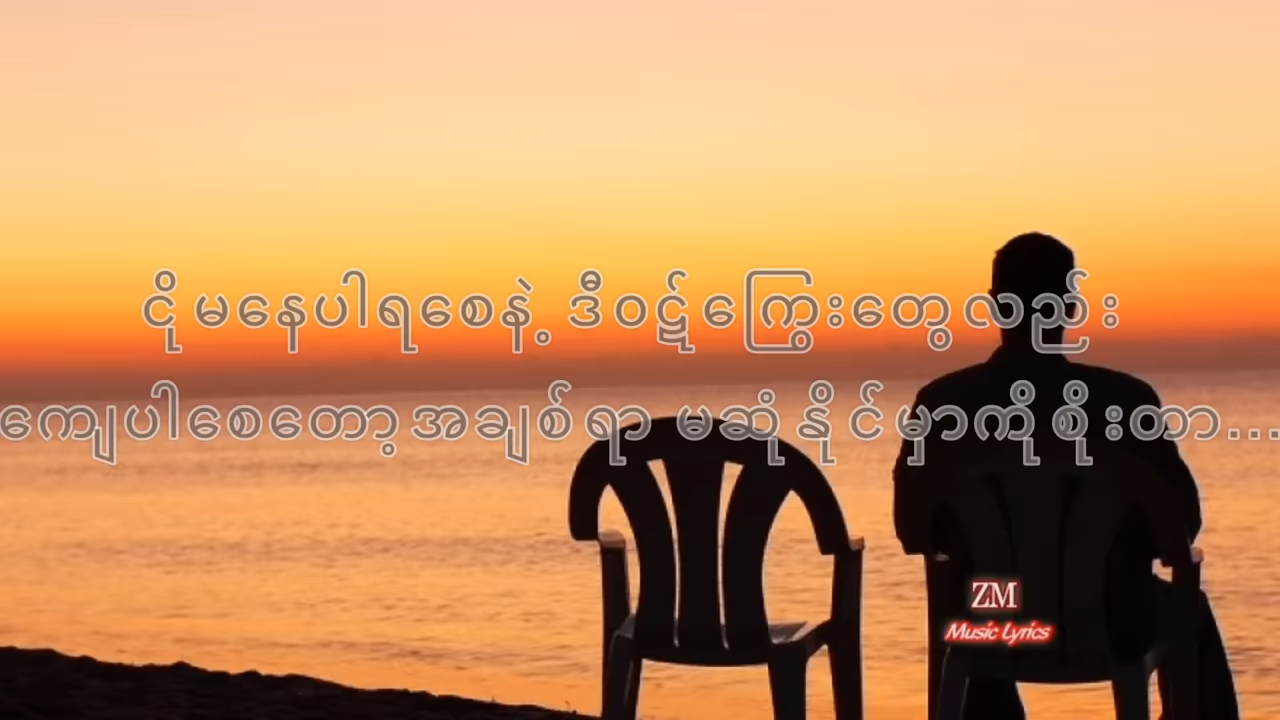 ငို မနေပါရစေနဲ့ ဒီဝဋ်ကြွေးတွေလည်း
ကျေပါစေတော့အချစ်ရာ မဆုံနိုင်မှာကိုစိုးတာ...
ZM
Music Lyrics